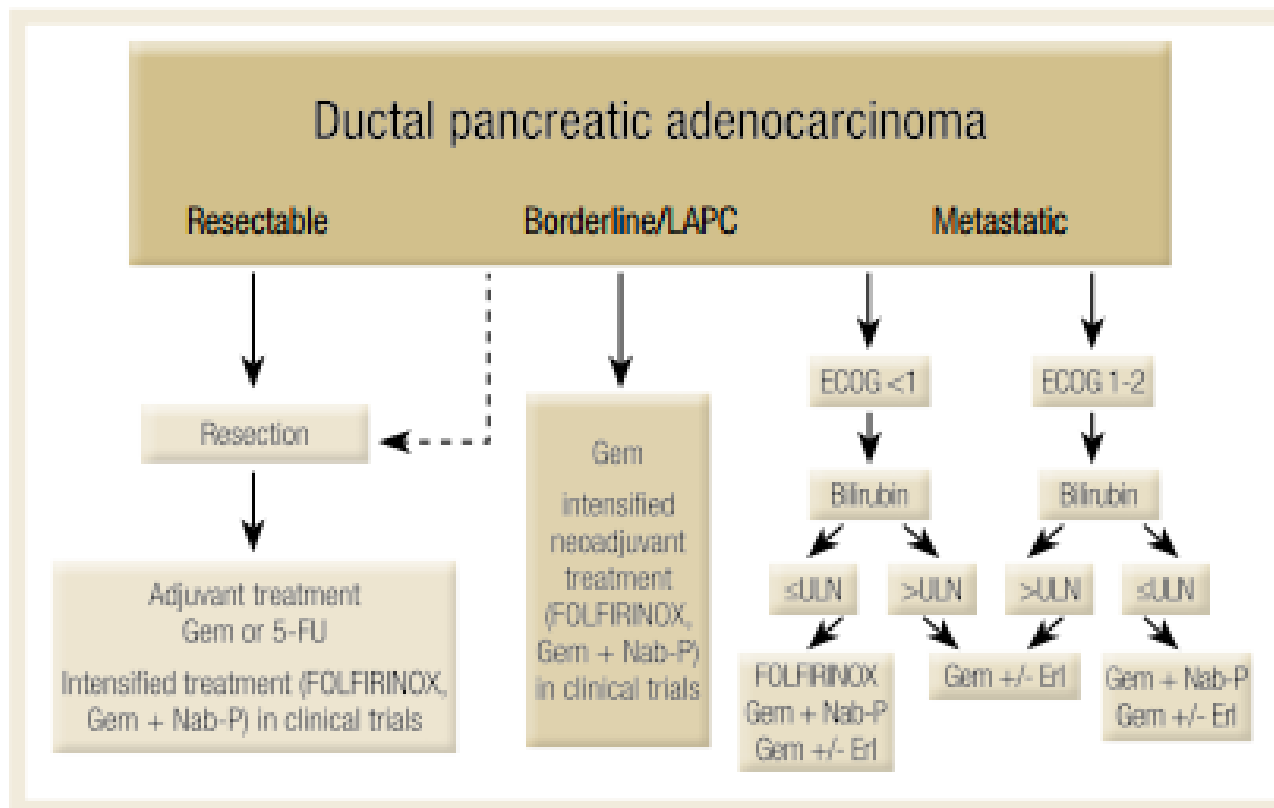 Ductal pancreatic adenocarcinoma
Resectable
Borderline/LAPC
Metastatic
Resection
Adjuvant treatment
Gem or 5-FU
Intensified treatment (FOLFIRINOX,
Gem + Nab-P) in clinical trials
Gem
intensified
neoadjuvant
treatment
(FOLFIRINOX,
Gem + Nab-P)
in clinical trials
ECOG <1
Bilirubin
≤ULN
>ULN
FOLFIRINOX
Gem + Nab-P
Gem +/- Erl
ECOG 1-2
Bilirubin
>ULN
≤ULN
Gem +/- Erl
Gem + Nab-P
Gem +/- Erl